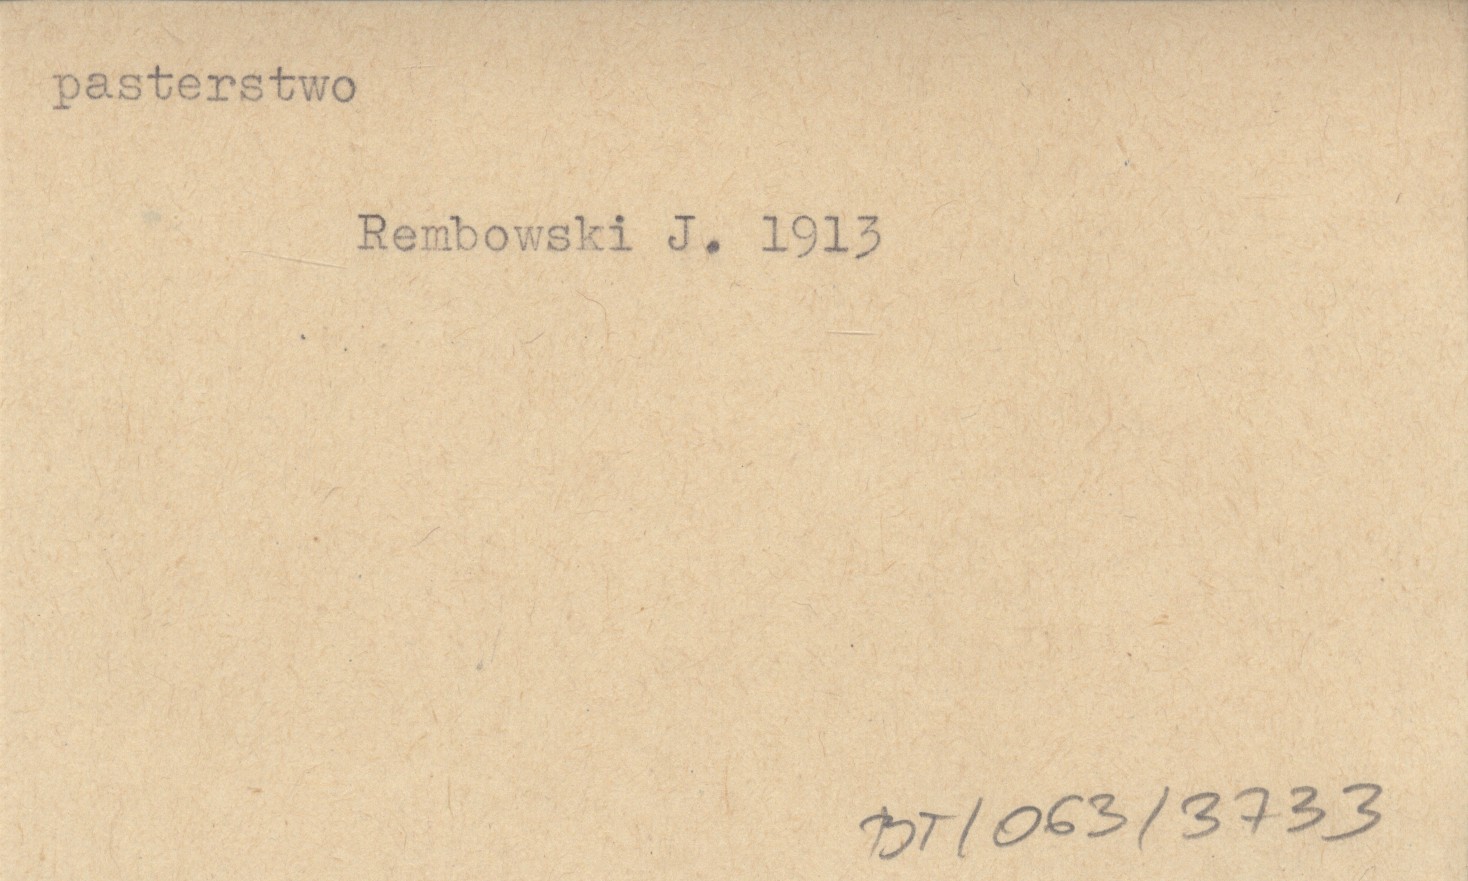 pasterstwo
Rembowski J. 1913
BT/063/3733